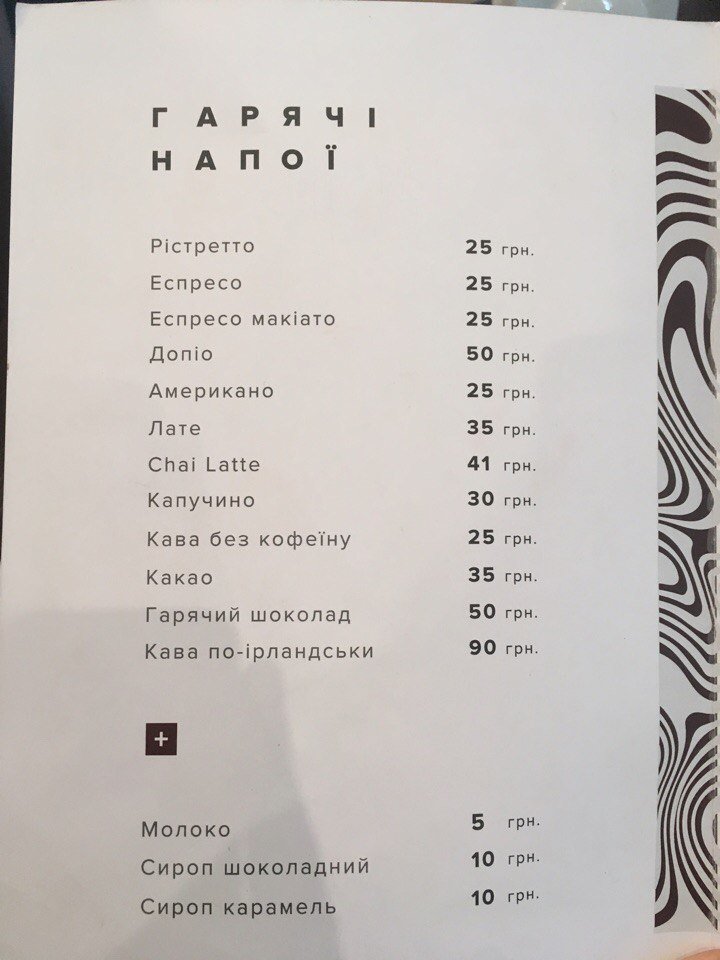 ГАРЯЧІ
НАПОЇ
Рістретто 25 грн.
Еспресо 25 грн.
Еспресо макіато 25 грн.
Допіо 50 грн.
Американо 25 грн.
Лате 35 грн.
Chai Latte 41 грн.
Капучино 30 грн.
Кава без кофеїну 25 грн.
Какао 35 грн.
Гарячий шоколад 50 грн.
Кава по-ірландськи 90 грн.
+
Молоко 5 грн.
Сироп шоколадний 10 грн.
Сироп карамель 10 грн.